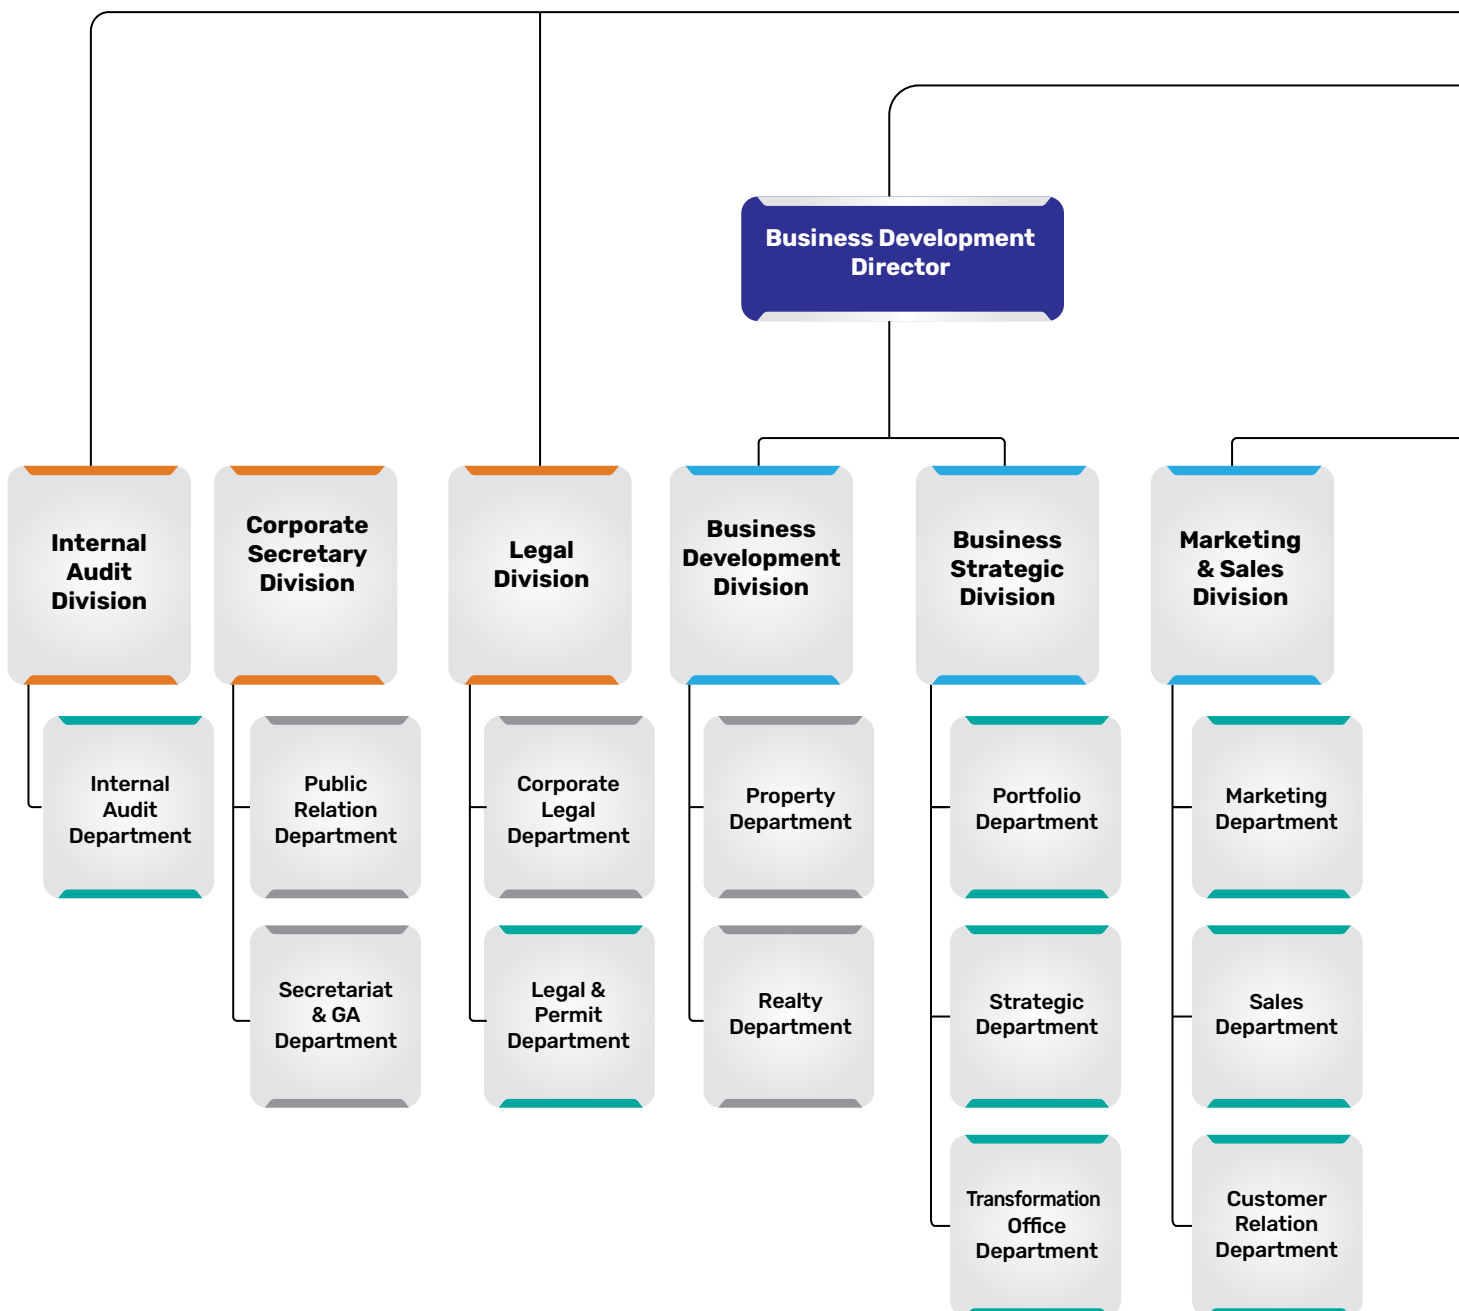 Business Development
Director
Internal
Audit
Division
Corporate
Secretary
Division
Legal
Division
Business
Development
Division
Business
Strategic
Division
Marketing
& Sales
Division
Internal
Audit
Department
Public
Relation
Department
Corporate
Legal
Department
Property
Department
Portfolio
Department
Marketing
Department
Secretariat
& GA
Department
Legal &
Permit
Department
Realty
Department
Strategic
Department
Sales
Department
Transformation
Office
Department
Customer
Relation
Department